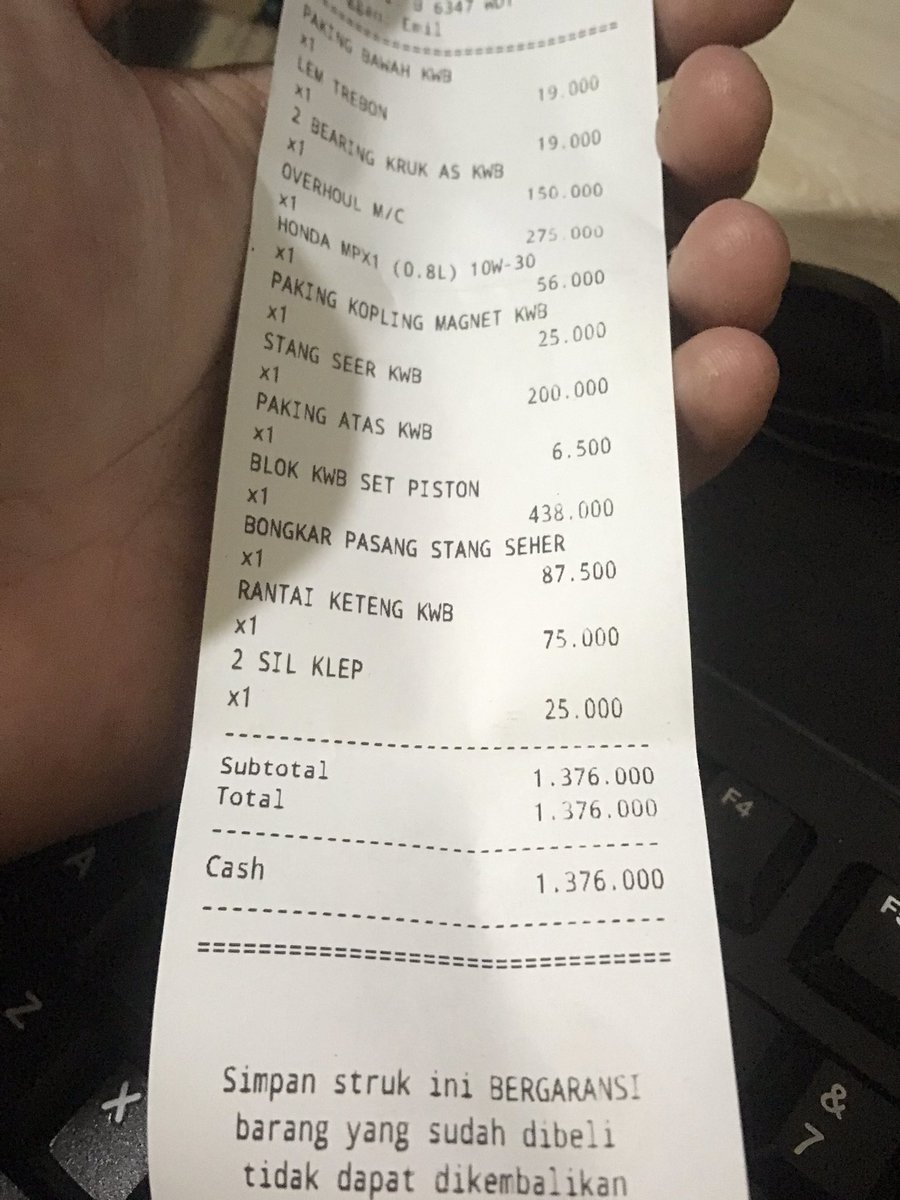 6347
Emil
================================
PAKING BAWAH KWB
x1 19.000
LEM TREBON
x1 19.000
2 BEARING KRUK AS KWB
x1 150.000
OVERHOUL M/C
x1 275.000
HONDA MPX1 (0.8L) 10W-30
x1 56.000
PAKING KOPLING MAGNET KWB
x1 25.000
STANG SEER KWB
x1 200.000
PAKING ATAS KWB
x1 6.500
BLOK KWB SET PISTON
x1 438.000
BONGKAR PASANG STANG SEHER
x1 87.500
RANTAI KETENG KWB
x1 75.000
2 SIL KLEP
x1 25.000
--------------------------------
Subtotal 1.376.000
Total 1.376.000
--------------------------------
Cash 1.376.000
--------------------------------
================================
Simpan struk ini BERGARANSI
barang yang sudah dibeli
tidak dapat dikembalikan
A
Z
X
F4
&
7